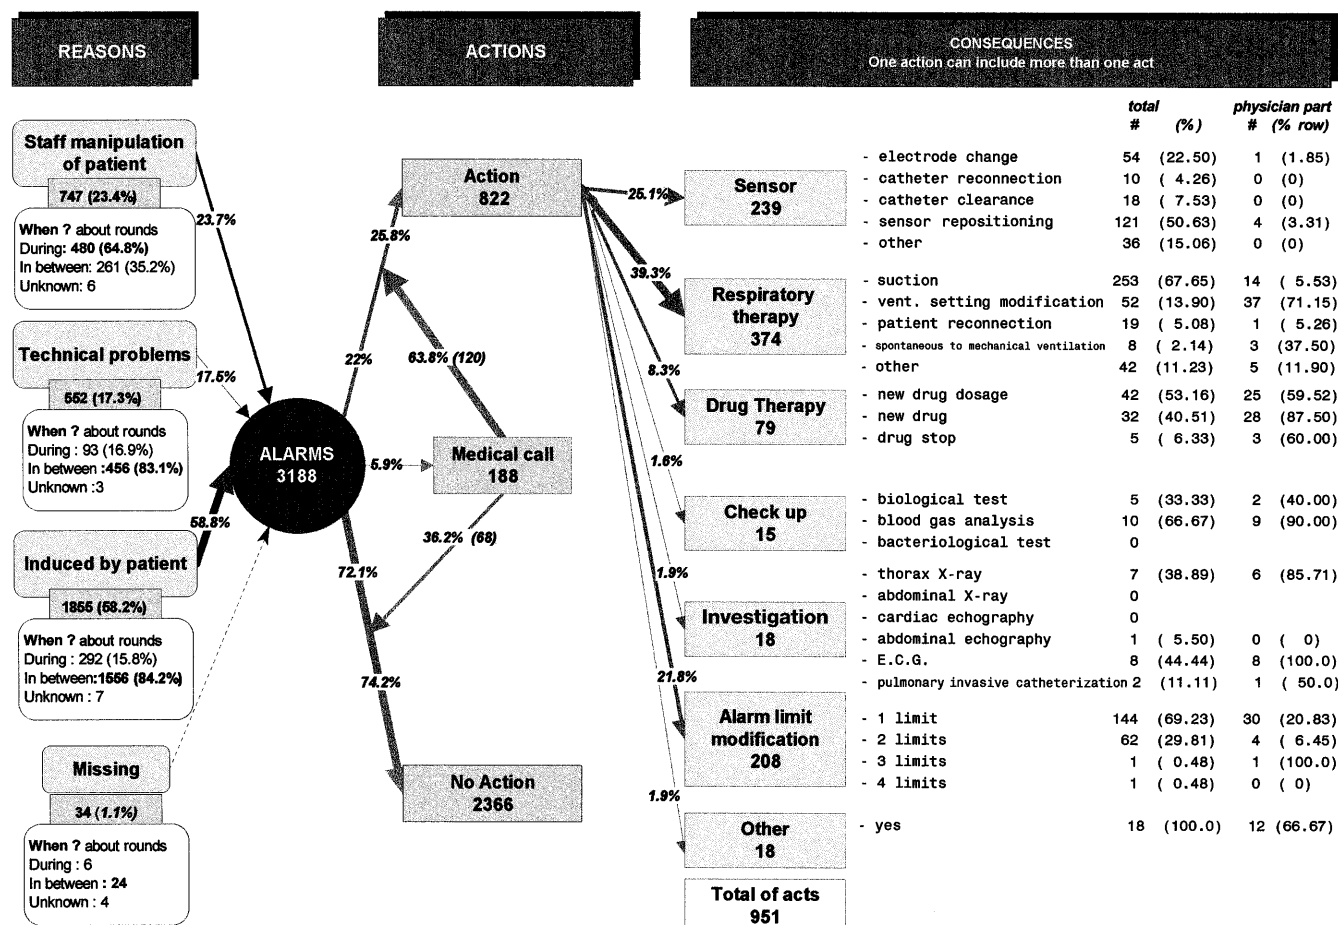 REASONS
ACTIONS
CONSEQUENCES
One action can include more than one act
Staff manipulation
of patient
747 (23.4%)
When ? about rounds
During: 480 (64.8%)
In between: 261 (35.2%)
Unknown: 6
Technical problems
552 (17.3%)
When ? about rounds
During : 93 (16.9%)
In between :456 (83.1%)
Unknown :3
Induced by patient
1855 (58.2%)
When ? about rounds
During : 292 (15.8%)
In between:1556 (84.2%)
Unknown : 7
Missing
34 (1.1%)
When ? about rounds
During : 6
In between : 24
Unknown : 4
23.7%
17.5%
58.8%
ALARMS
3188
22%
25.8%
5.9%
72.1%
74.2%
63.8% (120)
36.2% (68)
Action
822
Medical call
188
No Action
2366
25.1%
39.3%
8.3%
1.6%
1.9%
21.8%
1.9%
Sensor
239
Respiratory
therapy
374
Drug Therapy
79
Check up
15
Investigation
18
Alarm limit
modification
208
Other
18
Total of acts
951
total physician part
# (%) # (% row)
- electrode change 54 (22.50) 1 (1.85)
- catheter reconnection 10 ( 4.26) 0 (0)
- catheter clearance 18 ( 7.53) 0 (0)
- sensor repositioning 121 (50.63) 4 (3.31)
- other 36 (15.06) 0 (0)
- suction 253 (67.65) 14 ( 5.53)
- vent. setting modification 52 (13.90) 37 (71.15)
- patient reconnection 19 ( 5.08) 1 ( 5.26)
- spontaneous to mechanical ventilation 8 ( 2.14) 3 (37.50)
- other 42 (11.23) 5 (11.90)
- new drug dosage 42 (53.16) 25 (59.52)
- new drug 32 (40.51) 28 (87.50)
- drug stop 5 ( 6.33) 3 (60.00)
- biological test 5 (33.33) 2 (40.00)
- blood gas analysis 10 (66.67) 9 (90.00)
- bacteriological test 0
- thorax X-ray 7 (38.89) 6 (85.71)
- abdominal X-ray 0
- cardiac echography 0
- abdominal echography 1 ( 5.50) 0 ( 0)
- E.C.G. 8 (44.44) 8 (100.0)
- pulmonary invasive catheterization 2 (11.11) 1 ( 50.0)
- 1 limit 144 (69.23) 30 (20.83)
- 2 limits 62 (29.81) 4 ( 6.45)
- 3 limits 1 ( 0.48) 1 (100.0)
- 4 limits 1 ( 0.48) 0 ( 0)
- yes 18 (100.0) 12 (66.67)